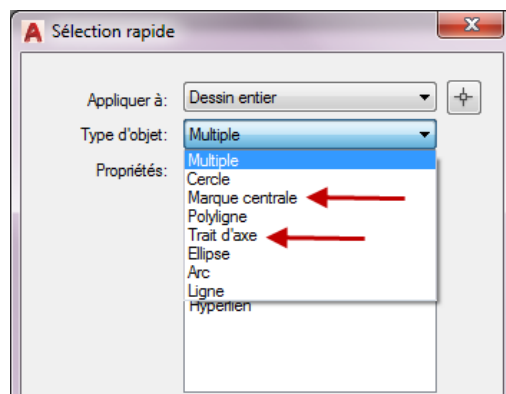 Sélection rapide
Appliquer à: Dessin entier
Type d'objet: Multiple
Propriétés: Multiple
Cercle
Marque centrale
Polyligne
Trait d'axe
Ellipse
Arc
Ligne
Hyperlien